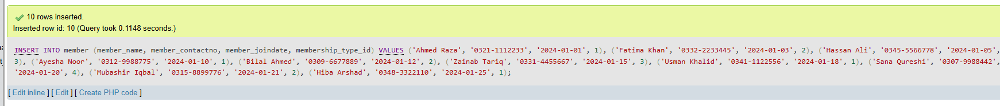 10 rows inserted.
Inserted row id: 10 (Query took 0.1148 seconds.)
INSERT INTO member (member_name, member_contactno, member_joindate, membership_type_id) VALUES ('Ahmed Raza', '0321-1112233', '2024-01-01', 1), ('Fatima Khan', '0332-2233445', '2024-01-03', 2), ('Hassan Ali', '0345-5566778', '2024-01-05',
3), ('Ayesha Noor', '0312-9988775', '2024-01-10', 1), ('Bilal Ahmed', '0309-6677889', '2024-01-12', 2), ('Zainab Tariq', '0331-4455667', '2024-01-15', 3), ('Usman Khalid', '0341-1122556', '2024-01-18', 1), ('Sana Qureshi', '0307-9988442',
'2024-01-20', 4), ('Mubashir Iqbal', '0315-8899776', '2024-01-21', 2), ('Hiba Arshad', '0348-3322110', '2024-01-25', 1);
[ Edit inline ] [ Edit ] [ Create PHP code ]